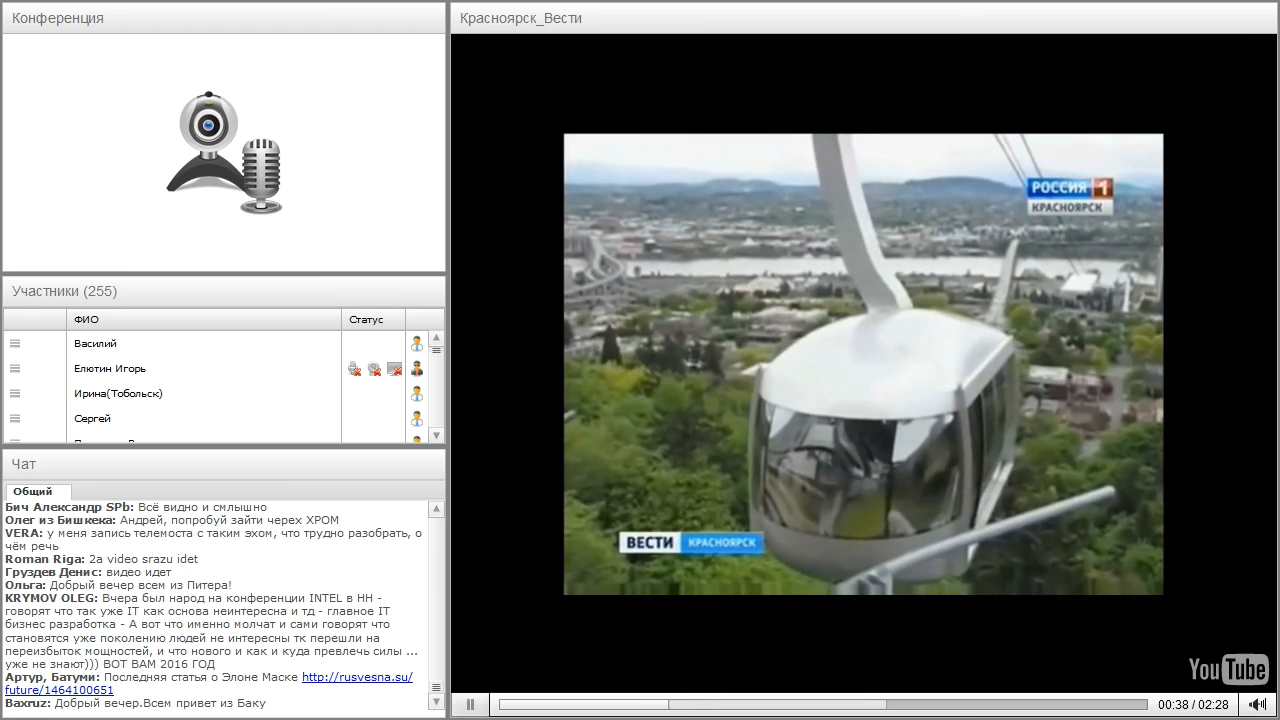 Конференция
Участники (255)
ФИО
Статус
Василий
Елютин Игорь
Ирина(Тобольск)
Сергей
Чат
Общий
Бич Александр SPb: Всё видно и смлышно
Олег из Бишкека: Андрей, попробуй зайти черех ХРОМ
VERA: у меня запись телемоста с таким эхом, что трудно разобрать, о
чём речь
Roman Riga: 2a video srazu idet
Груздев Денис: видео идет
Ольга: Добрый вечер всем из Питера!
KRYMOV OLEG: Вчера был народ на конференции INTEL в НН -
говорят что так уже IT как основа неинтересна и тд - главное IT
бизнес разработка - А вот что именно молчат и сами говорят что
становятся уже поколению людей не интересны тк перешли на
переизбыток мощностей, и что нового и как и куда превлечь силы ...
уже не знают))) ВОТ ВАМ 2016 ГОД
Артур, Батуми: Последняя статья о Элоне Маске http://rusvesna.su/
future/1464100651
Baxruz: Добрый вечер.Всем привет из Баку
Красноярск_Вести
РОССИЯ 1
КРАСНОЯРСК
ВЕСТИ КРАСНОЯРСК
YouTube
00:38 / 02:28